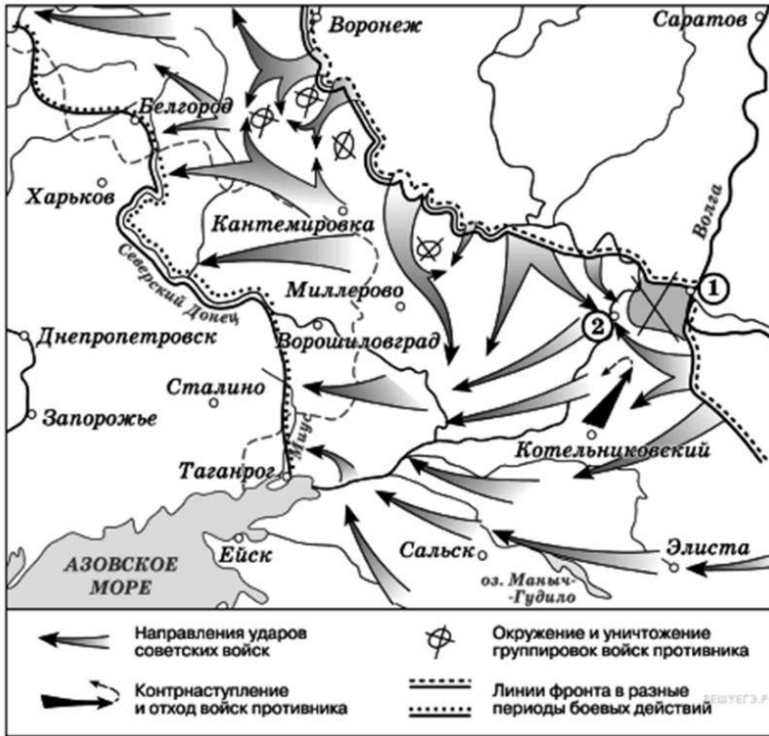 Воронеж
Саратов
Белгород
Волга
Харьков
Кантемировка
Северский Донец
1
Миллерово
2
Днепропетровск
Ворошиловград
Сталино
Запорожье
Миус
Котельниковский
Таганрог
Ейск
Сальск
Элиста
АЗОВСКОЕ
МОРЕ
оз. Маныч-
-Гудило
Направления ударов
советских войск
Окружение и уничтожение
группировок войск противника
Контрнаступление
и отход войск противника
Линии фронта в разные
периоды боевых действий